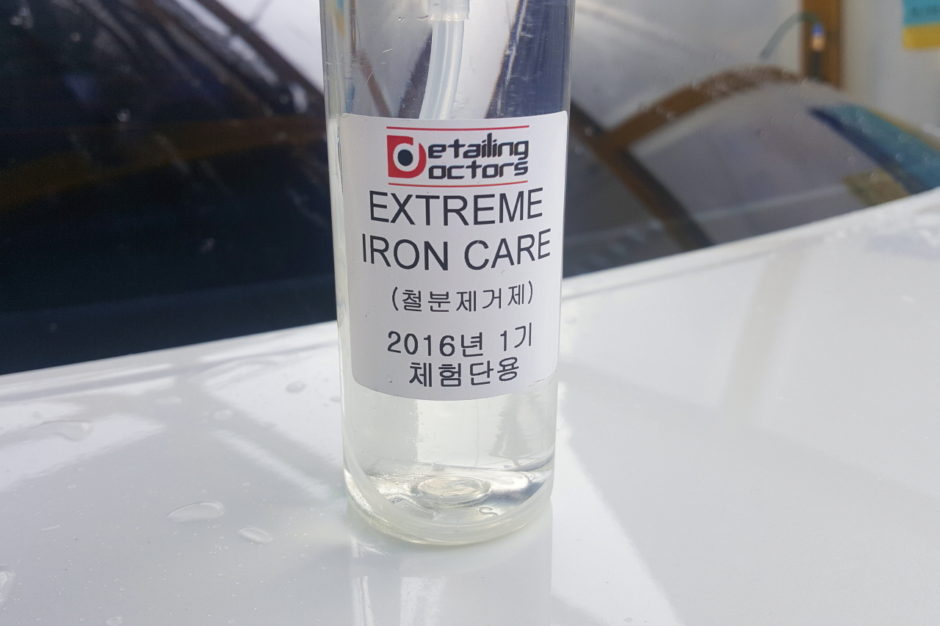 Detailing
Doctors
EXTREME
IRON CARE
(철분제거제)
2016년 1기
체험단용